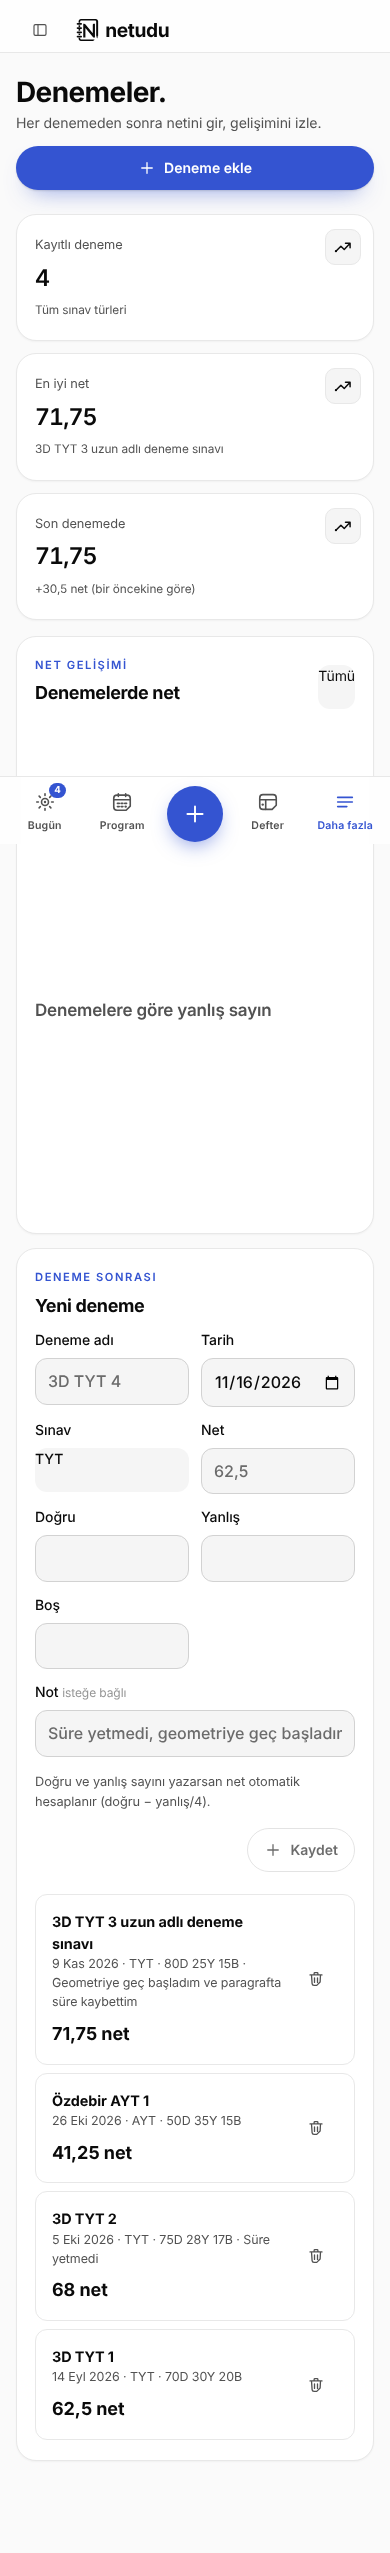 netudu
Denemeler.
Her denemeden sonra netini gir, gelişimini izle.
Deneme ekle
Kayıtlı deneme
4
Tüm sınav türleri
En iyi net
71,75
3D TYT 3 uzun adlı deneme sınavı
Son denemede
71,75
+30,5 net (bir öncekine göre)
NET GELİŞİMİ
Denemelerde net
Tümü
4
Bugün
Program
Defter
Daha fazla
Denemelere göre yanlış sayın
DENEME SONRASI
Yeni deneme
Deneme adı
Tarih
3D TYT 4
11/16/2026
Sınav
Net
TYT
62,5
Doğru
Yanlış
Boş
Not isteğe bağlı
Süre yetmedi, geometriye geç başladır
Doğru ve yanlış sayını yazarsan net otomatik
hesaplanır (doğru − yanlış/4).
Kaydet
3D TYT 3 uzun adlı deneme
sınavı
9 Kas 2026 · TYT · 80D 25Y 15B ·
Geometriye geç başladım ve paragrafta
süre kaybettim
71,75 net
Özdebir AYT 1
26 Eki 2026 · AYT · 50D 35Y 15B
41,25 net
3D TYT 2
5 Eki 2026 · TYT · 75D 28Y 17B · Süre
yetmedi
68 net
3D TYT 1
14 Eyl 2026 · TYT · 70D 30Y 20B
62,5 net